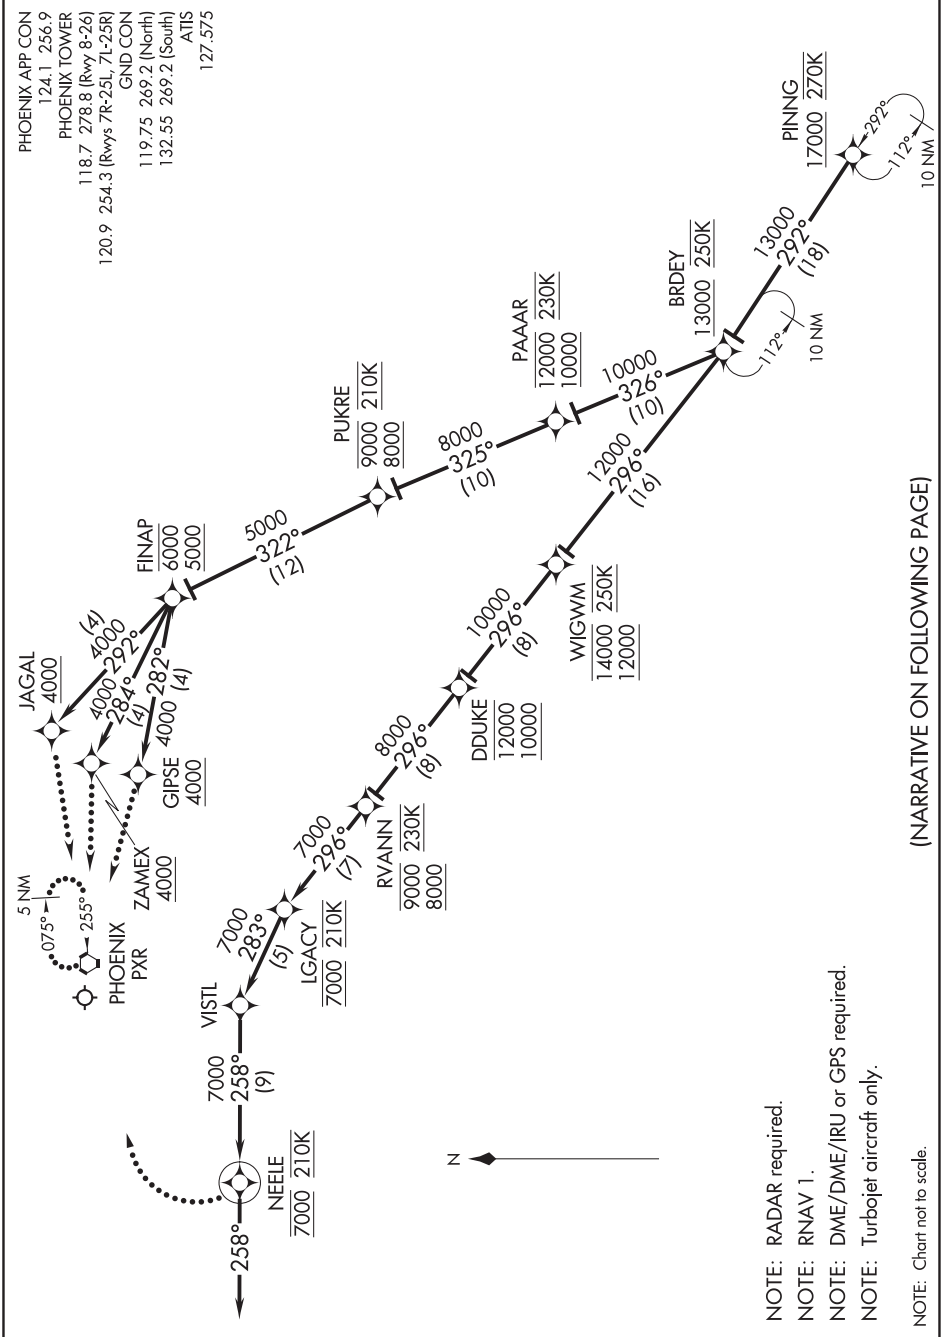 PHOENIX APP CON
124.1 256.9
PHOENIX TOWER
118.7 278.8 (Rwy 8-26)
120.9 254.3 (Rwys 7R-25L, 7L-25R)
GND CON
119.75 269.2 (North)
132.55 269.2 (South)
ATIS
127.575
5 NM
075°
255°
PHOENIX
PXR
JAGAL
4000
ZAMEX
4000
GIPSE
4000
4000
292°
(4)
4000
284°
(4)
4000
282°
(4)
FINAP
6000
5000
5000
322°
(12)
PUKRE
9000 210K
8000
8000
325°
(10)
PAAAR
12000 230K
10000
10000
326°
(10)
BRDEY
13000 250K
112°
10 NM
13000
292°
(18)
PINNG
17000 270K
292°
112°
10 NM
12000
296°
(16)
WIGWM
14000 250K
12000
10000
296°
(8)
DDUKE
12000
10000
8000
296°
(8)
RVANN
9000 230K
8000
7000
296°
(7)
LGACY
7000 210K
7000
283°
(5)
VISTL
7000
258°
(9)
NEELE
7000 210K
258°
N
NOTE: RADAR required.
NOTE: RNAV 1.
NOTE: DME/DME/IRU or GPS required.
NOTE: Turbojet aircraft only.
NOTE: Chart not to scale.
(NARRATIVE ON FOLLOWING PAGE)